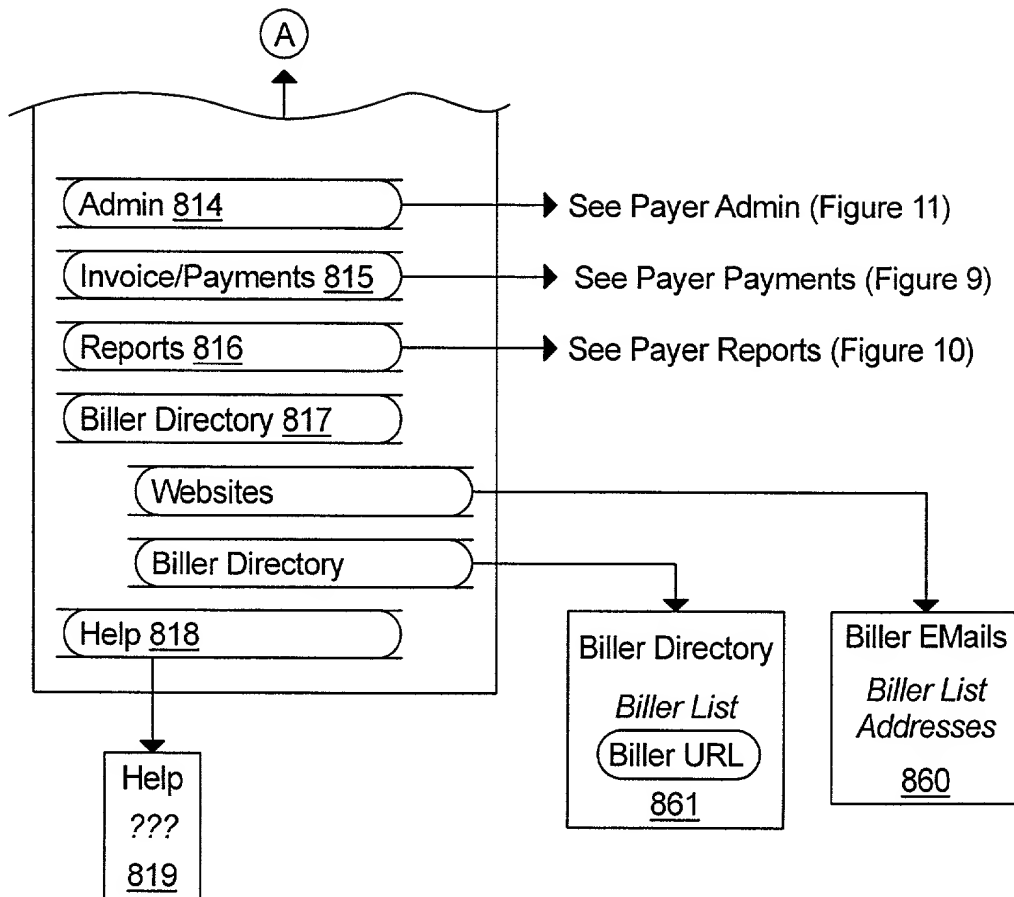 A
Admin 814
See Payer Admin (Figure 11)
Invoice/Payments 815
See Payer Payments (Figure 9)
Reports 816
See Payer Reports (Figure 10)
Biller Directory 817
Websites
Biller Directory
Help 818
Help
???
819
Biller Directory
Biller List
Biller URL
861
Biller EMails
Biller List
Addresses
860